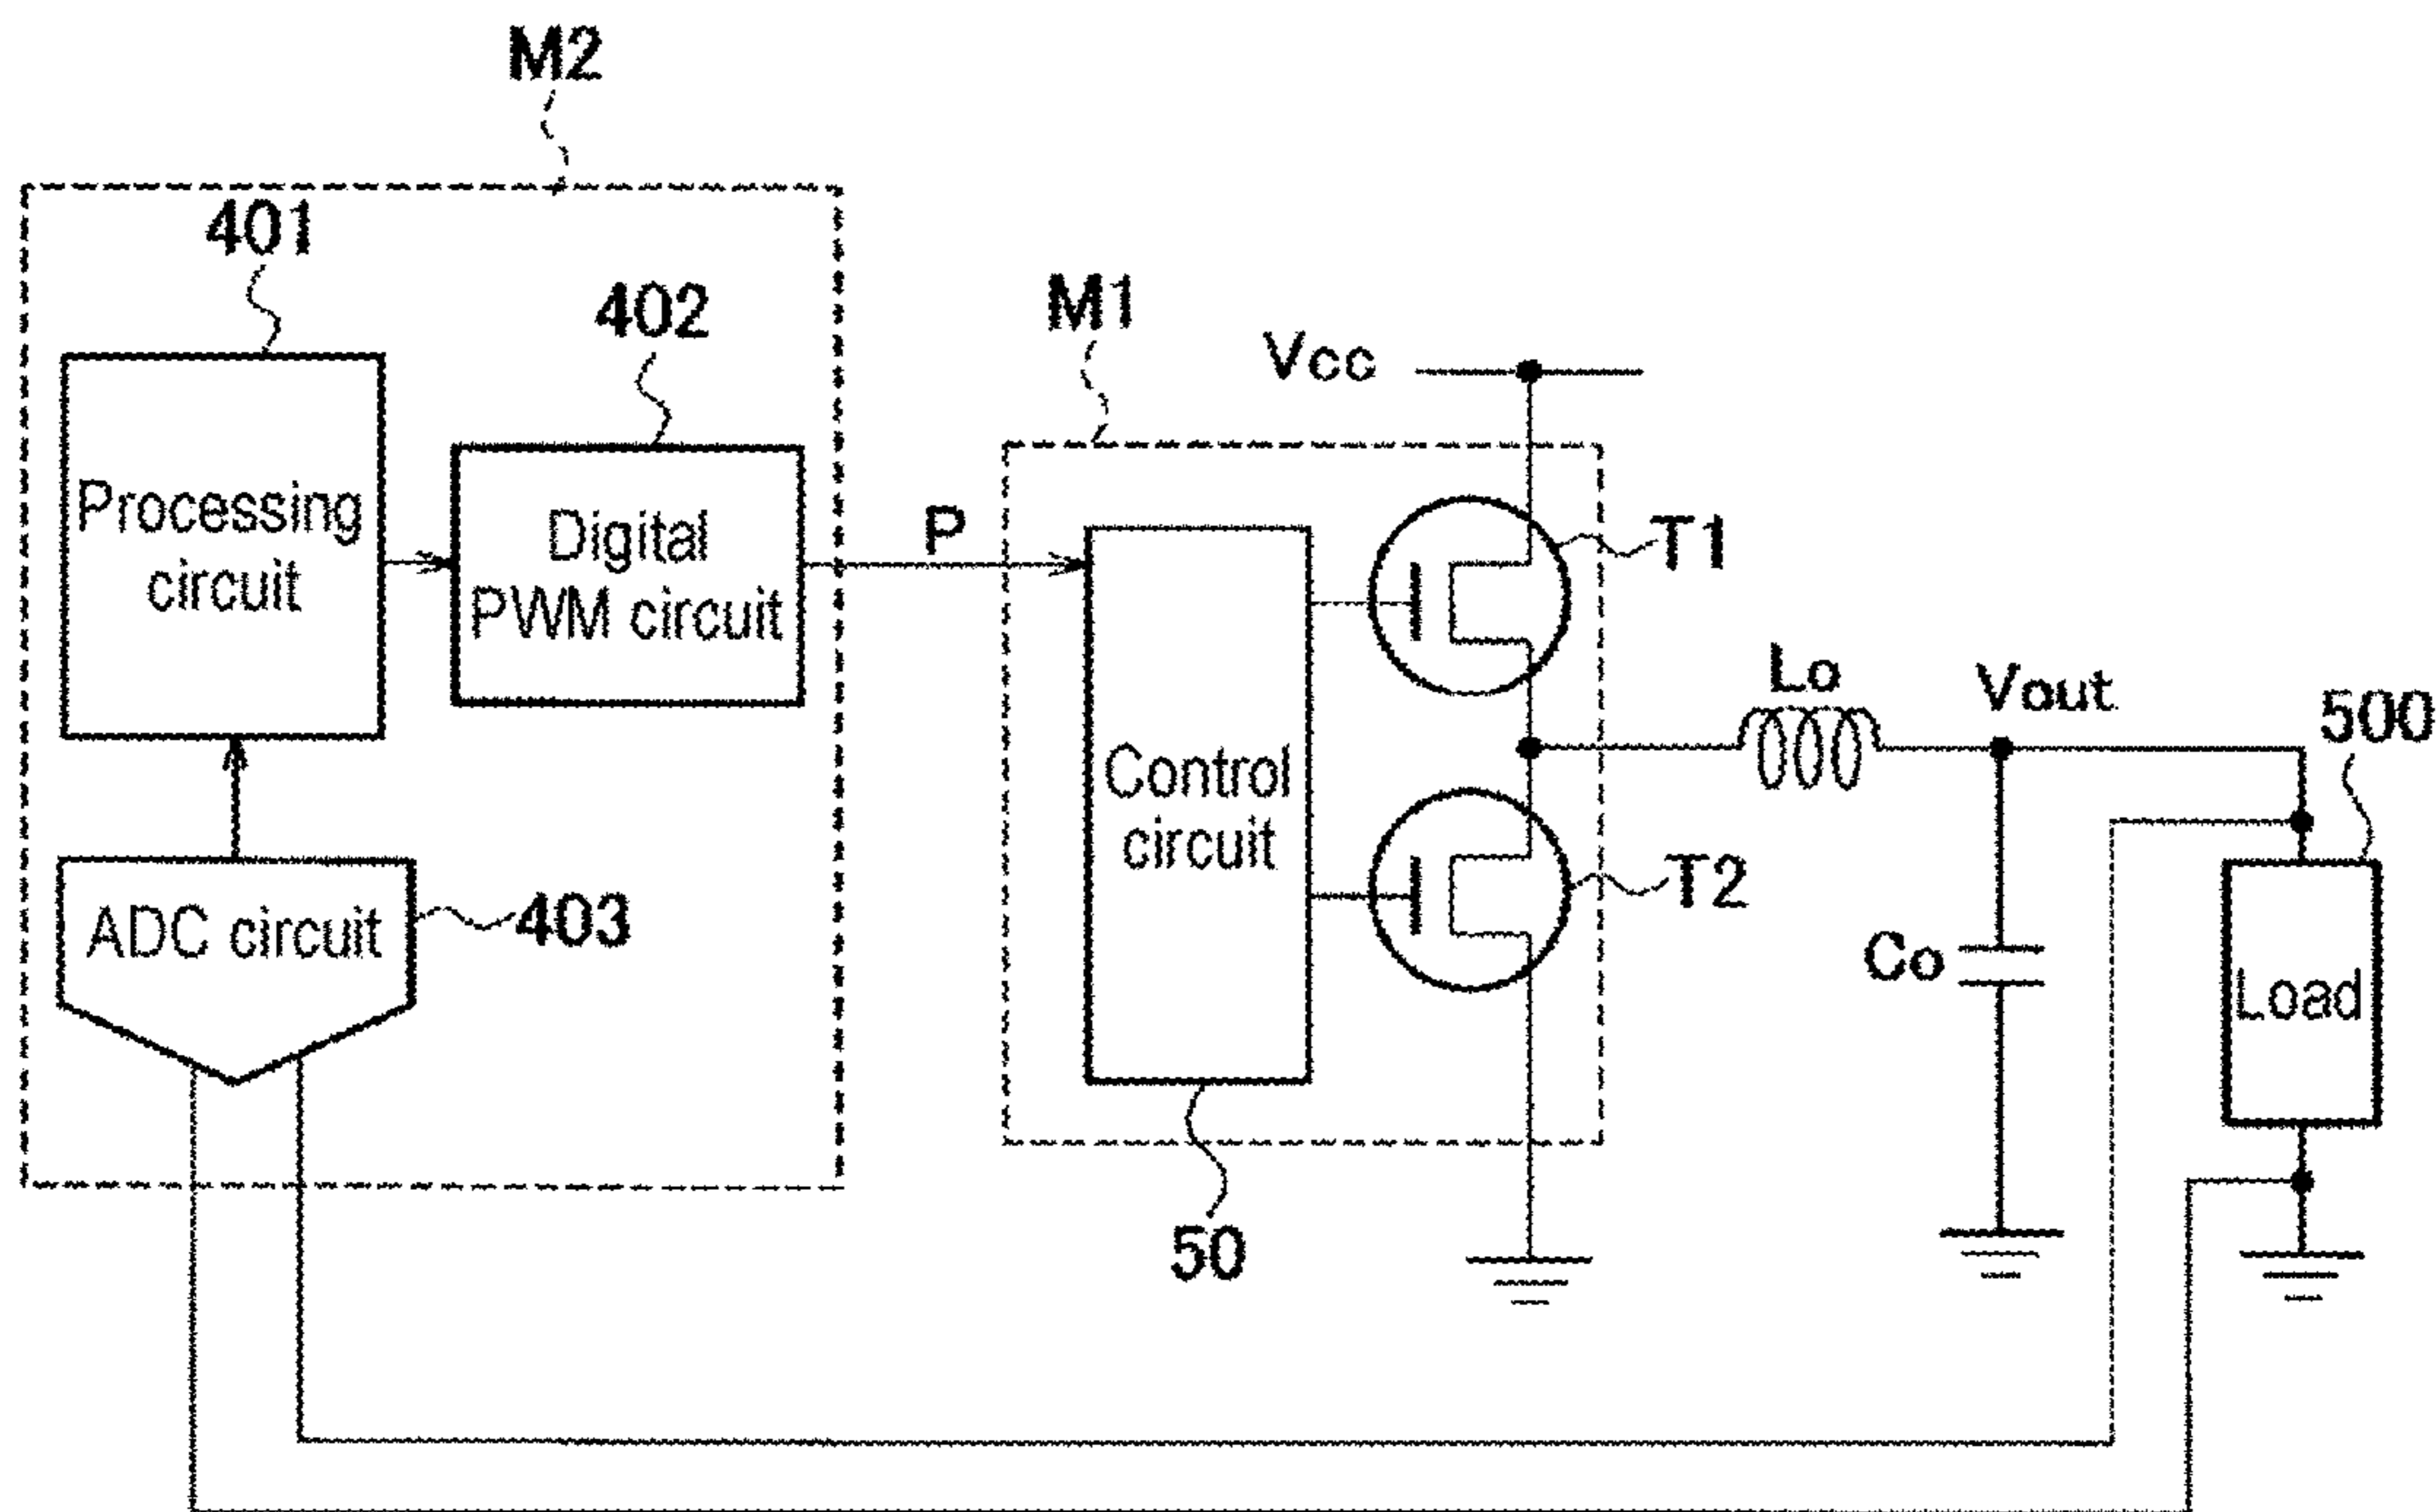 M2
401
402
M1
Vcc
Processing
circuit
Digital
PWM circuit
P
T1
Lo
Vout
500
Control
circuit
ADC circuit
403
T2
Co
Load
50